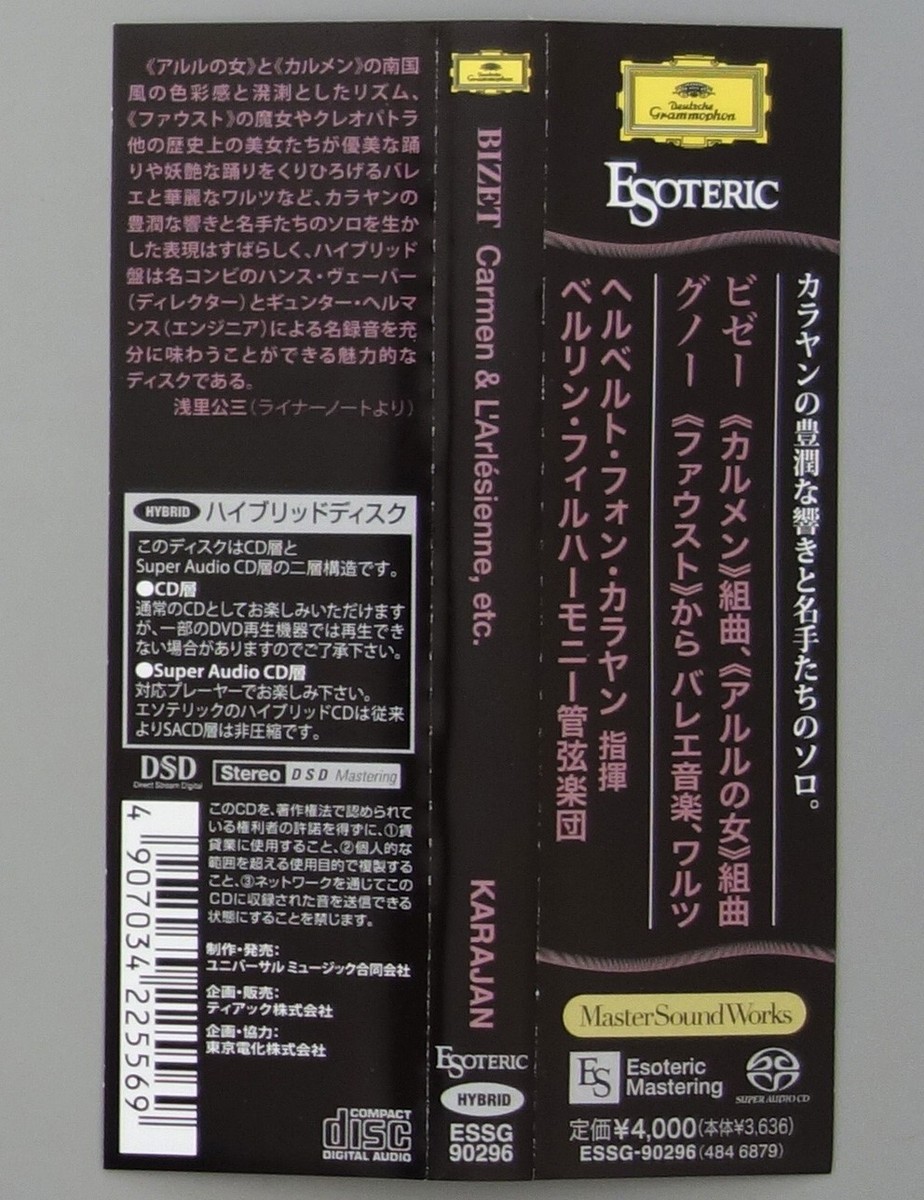 《アルルの女》と《カルメン》の南国
風の色彩感と溌溂としたリズム、
《ファウスト》の魔女やクレオパトラ
他の歴史上の美女たちが優美な踊
りや妖艶な踊りをくりひろげるバレ
エと華麗なワルツなど、カラヤンの
豊潤な響きと名手たちのソロを生か
した表現はすばらしく、ハイブリッド
盤は名コンビのハンス・ヴェーバー
(ディレクター)とギュンター・ヘルマ
ンス(エンジニア)による名録音を充
分に味わうことができる魅力的な
ディスクである。
浅里公三(ライナーノートより)
HYBRID ハイブリッドディスク
このディスクはCD層と
Super Audio CD層の二層構造です。
●CD層
通常のCDとしてお楽しみいただけます
が、一部のDVD再生機器では再生でき
ない場合がありますのでご了承下さい。
●Super Audio CD層
対応プレーヤーでお楽しみ下さい。
エソテリックのハイブリッドCDは従来
よりSACD層は非圧縮です。
DSD
Direct Stream Digital
Stereo DSD Mastering
このCDを、著作権法で認められて
いる権利者の許諾を得ずに、①賃
貸業に使用すること、②個人的な
範囲を超える使用目的で複製する
こと、③ネットワークを通じてこの
CDに収録された音を送信できる
状態にすることを禁じます。
制作・発売:
ユニバーサル ミュージック合同会社
企画・販売:
ティアック株式会社
企画・協力:
東京電化株式会社
4 907034 225569
COMPACT
disc
DIGITAL AUDIO
Deutsche
Grammophon
BIZET Carmen & L'Arlésienne, etc.
KARAJAN
ESOTERIC
HYBRID
ESSG
90296
Deutsche
Grammophon
ESOTERIC
カラヤンの豊潤な響きと名手たちのソロ。
ビゼー 《カルメン》組曲、《アルルの女》組曲
グノー 《ファウスト》から バレエ音楽、ワルツ
ヘルベルト・フォン・カラヤン 指揮
ベルリン・フィルハーモニー管弦楽団
MasterSoundWorks
ES
Esoteric
Mastering
SUPER AUDIO CD
定価¥4,000(本体¥3,636)
ESSG-90296(484 6879)